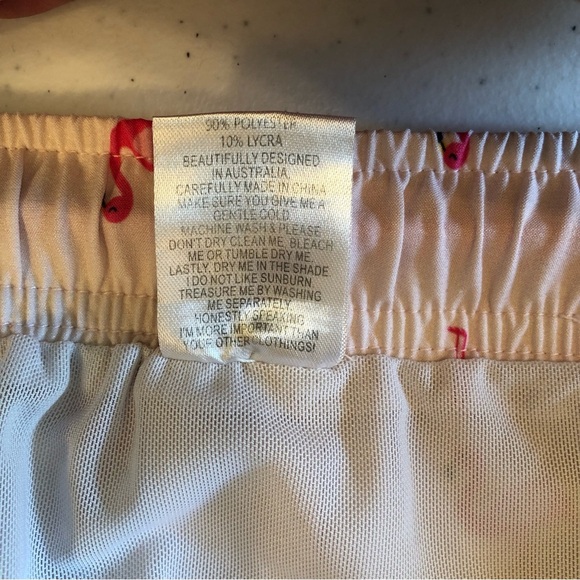 90% POLYESTER
10% LYCRA
BEAUTIFULLY DESIGNED
IN AUSTRALIA,
CAREFULLY MADE IN CHINA
MAKE SURE YOU GIVE ME A
GENTLE COLD
MACHINE WASH & PLEASE
DON'T DRY CLEAN ME, BLEACH
ME OR TUMBLE DRY ME.
LASTLY, DRY ME IN THE SHADE
I DO NOT LIKE SUNBURN.
TREASURE ME BY WASHING
ME SEPARATELY
HONESTLY SPEAKING
I'M MORE IMPORTANT THAN
YOUR OTHER CLOTHINGS!